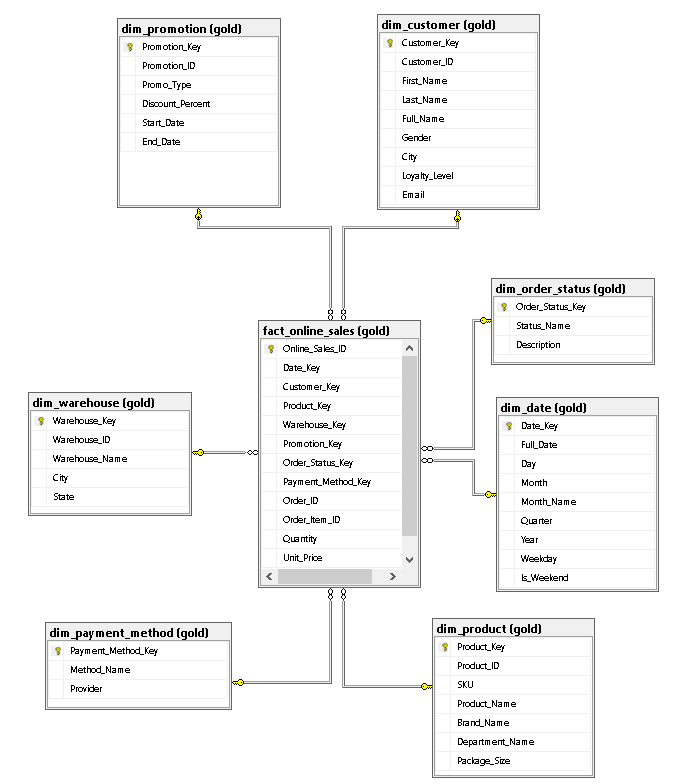 dim_promotion (gold)
Promotion_Key
Promotion_ID
Promo_Type
Discount_Percent
Start_Date
End_Date
dim_customer (gold)
Customer_Key
Customer_ID
First_Name
Last_Name
Full_Name
Gender
City
Loyalty_Level
Email
dim_order_status (gold)
Order_Status_Key
Status_Name
Description
fact_online_sales (gold)
Online_Sales_ID
Date_Key
Customer_Key
Product_Key
Warehouse_Key
Promotion_Key
Order_Status_Key
Payment_Method_Key
Order_ID
Order_Item_ID
Quantity
Unit_Price
dim_warehouse (gold)
Warehouse_Key
Warehouse_ID
Warehouse_Name
City
State
dim_date (gold)
Date_Key
Full_Date
Day
Month
Month_Name
Quarter
Year
Weekday
Is_Weekend
dim_payment_method (gold)
Payment_Method_Key
Method_Name
Provider
dim_product (gold)
Product_Key
Product_ID
SKU
Product_Name
Brand_Name
Department_Name
Package_Size